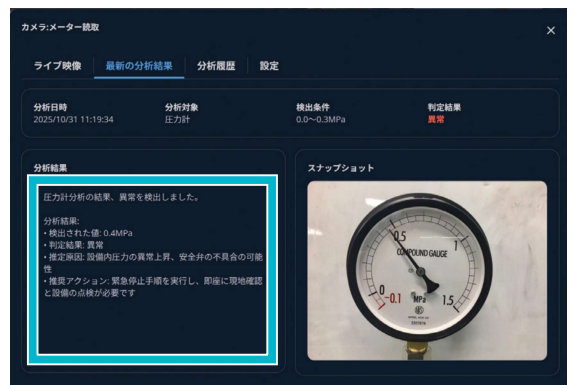 カメラ:メーター読取
×
ライブ映像
最新の分析結果
分析履歴
設定
分析日時
2025/10/31 11:19:34
分析対象
圧力計
検出条件
0.0〜0.3MPa
判定結果
異常
分析結果
圧力計分析の結果、異常を検出しました。
分析結果:
• 検出された値: 0.4MPa
• 判定結果: 異常
• 推定原因: 設備内圧力の異常上昇、安全弁の不具合の可能
性
• 推奨アクション: 緊急停止手順を実行し、即座に現地確認
と設備の点検が必要です
スナップショット
0.5
1
COMPOUND GAUGE
0
-0.1
MPa
1.5